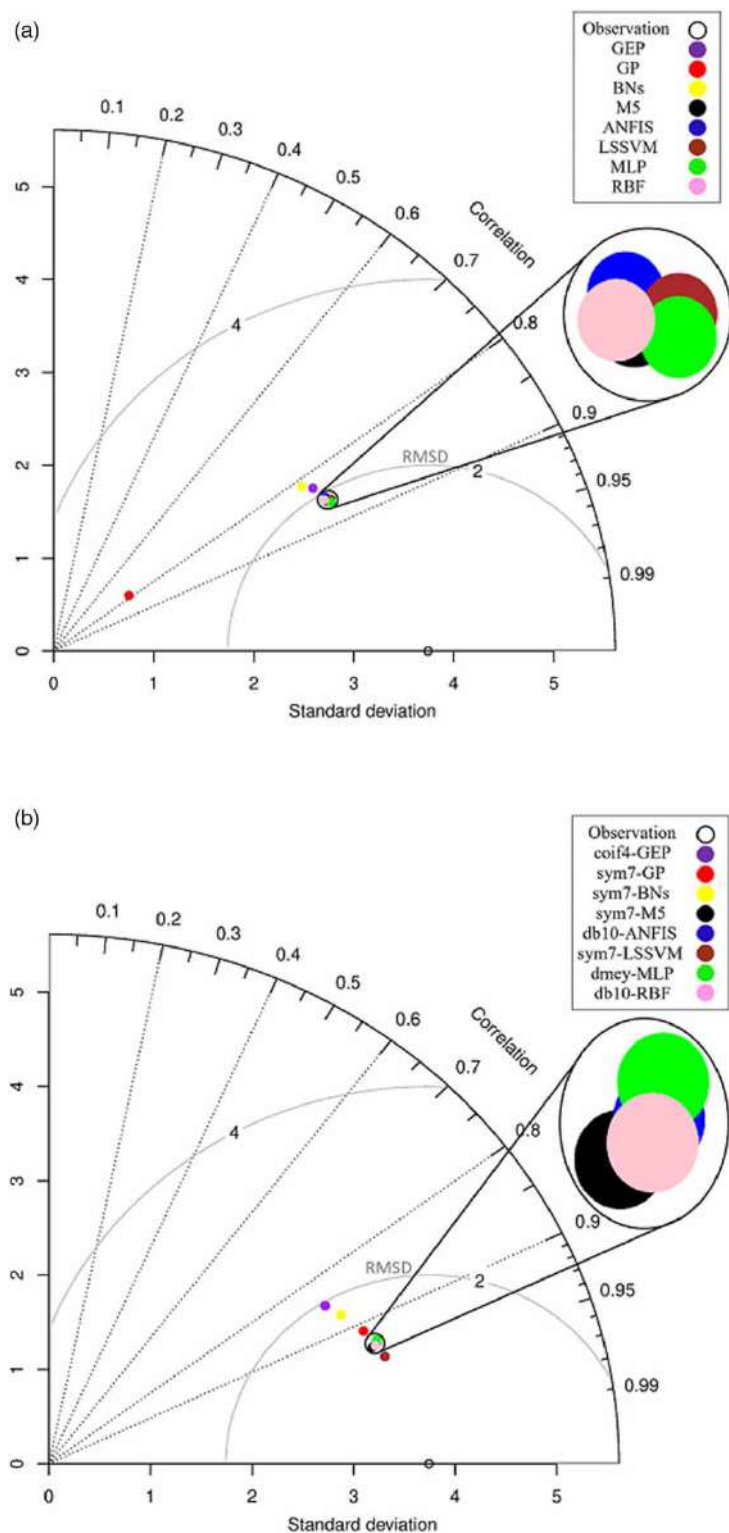 (a)
Observation
GEP
GP
BNs
M5
ANFIS
LSSVM
MLP
RBF
0.1
0.2
0.3
0.4
0.5
0.6
0.7
0.8
0.9
0.95
0.99
Correlation
5
4
3
2
1
0
4
RMSD
2
0
1
2
3
4
5
Standard deviation
(b)
Observation
coif4-GEP
sym7-GP
sym7-BNs
sym7-M5
db10-ANFIS
sym7-LSSVM
dmey-MLP
db10-RBF
0.1
0.2
0.3
0.4
0.5
0.6
0.7
0.8
0.9
0.95
0.99
Correlation
5
4
3
2
1
0
4
RMSD
2
0
1
2
3
4
5
Standard deviation